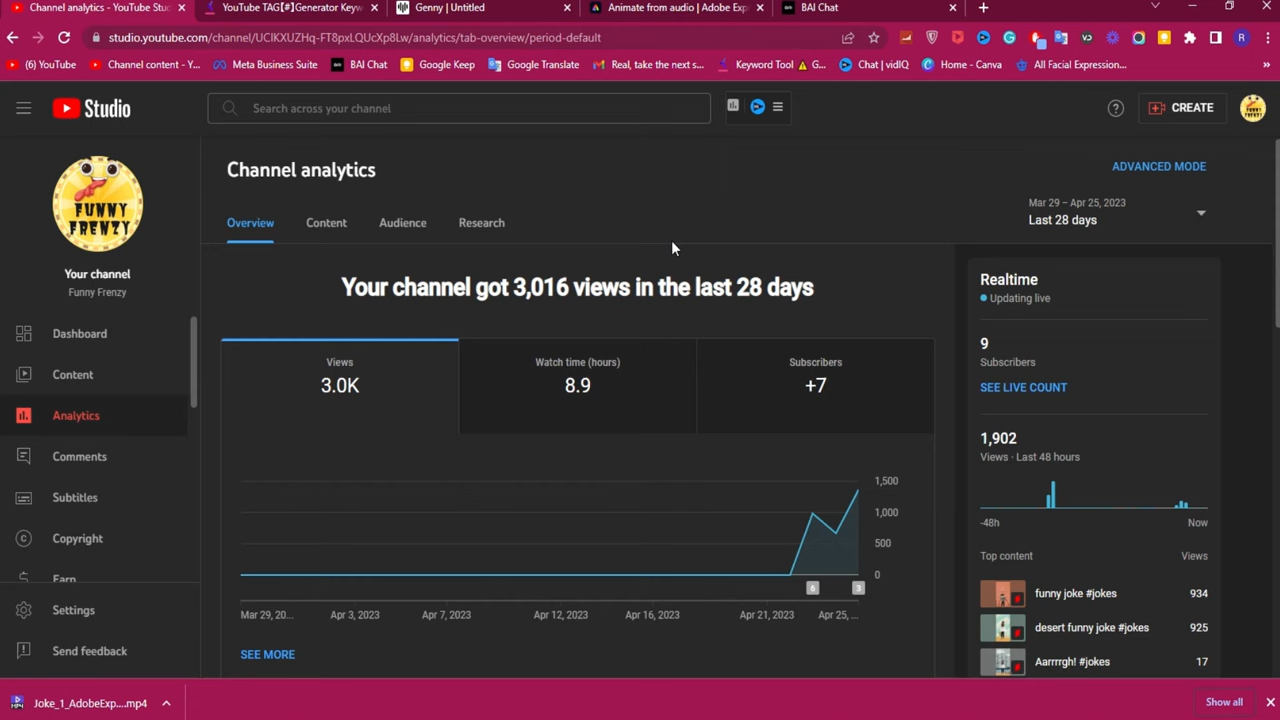 Channel analytics - YouTube Stu
YouTube TAG【#】Generator Keyw
Genny | Untitled
Animate from audio | Adobe Exp
BAI Chat
studio.youtube.com/channel/UCIKXUZHq-FT8pxLQUcXp8Lw/analytics/tab-overview/period-default
(6) YouTube
Channel content - Y...
Meta Business Suite
BAI Chat
Google Keep
Google Translate
Real, take the next s...
Keyword Tool ⚠ G...
Chat | vidIQ
Home - Canva
All Facial Expression...
Studio
Search across your channel
CREATE
FUNNY
FRENZY
Your channel
Funny Frenzy
Dashboard
Content
Analytics
Comments
Subtitles
Copyright
Earn
Settings
Send feedback
Channel analytics
ADVANCED MODE
Overview
Content
Audience
Research
Mar 29 – Apr 25, 2023
Last 28 days
Your channel got 3,016 views in the last 28 days
Views
3.0K
Watch time (hours)
8.9
Subscribers
+7
1,500
1,000
500
0
6
3
Mar 29, 20...
Apr 3, 2023
Apr 7, 2023
Apr 12, 2023
Apr 16, 2023
Apr 21, 2023
Apr 25, ...
SEE MORE
Realtime
Updating live
9
Subscribers
SEE LIVE COUNT
1,902
Views · Last 48 hours
-48h
Now
Top content
Views
funny joke #jokes
934
desert funny joke #jokes
925
Aarrrrgh! #jokes
17
Joke_1_AdobeExp....mp4
Show all